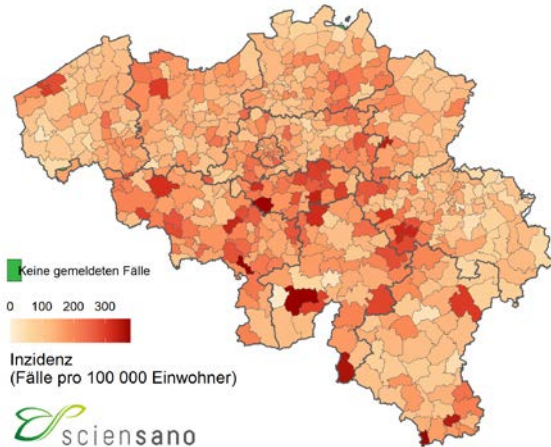 Keine gemeldeten Fälle
0 100 200 300
Inzidenz
(Fälle pro 100 000 Einwohner)
sciensano